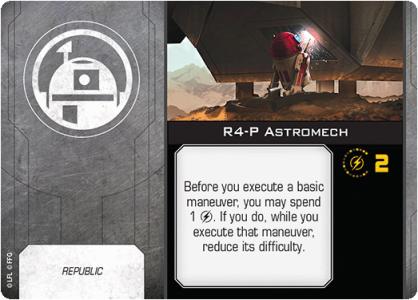 R4-P ASTROMECH
2
Before you execute a basic
maneuver, you may spend
1 . If you do, while you
execute that maneuver,
reduce its difficulty.
REPUBLIC
© LFL © FFG